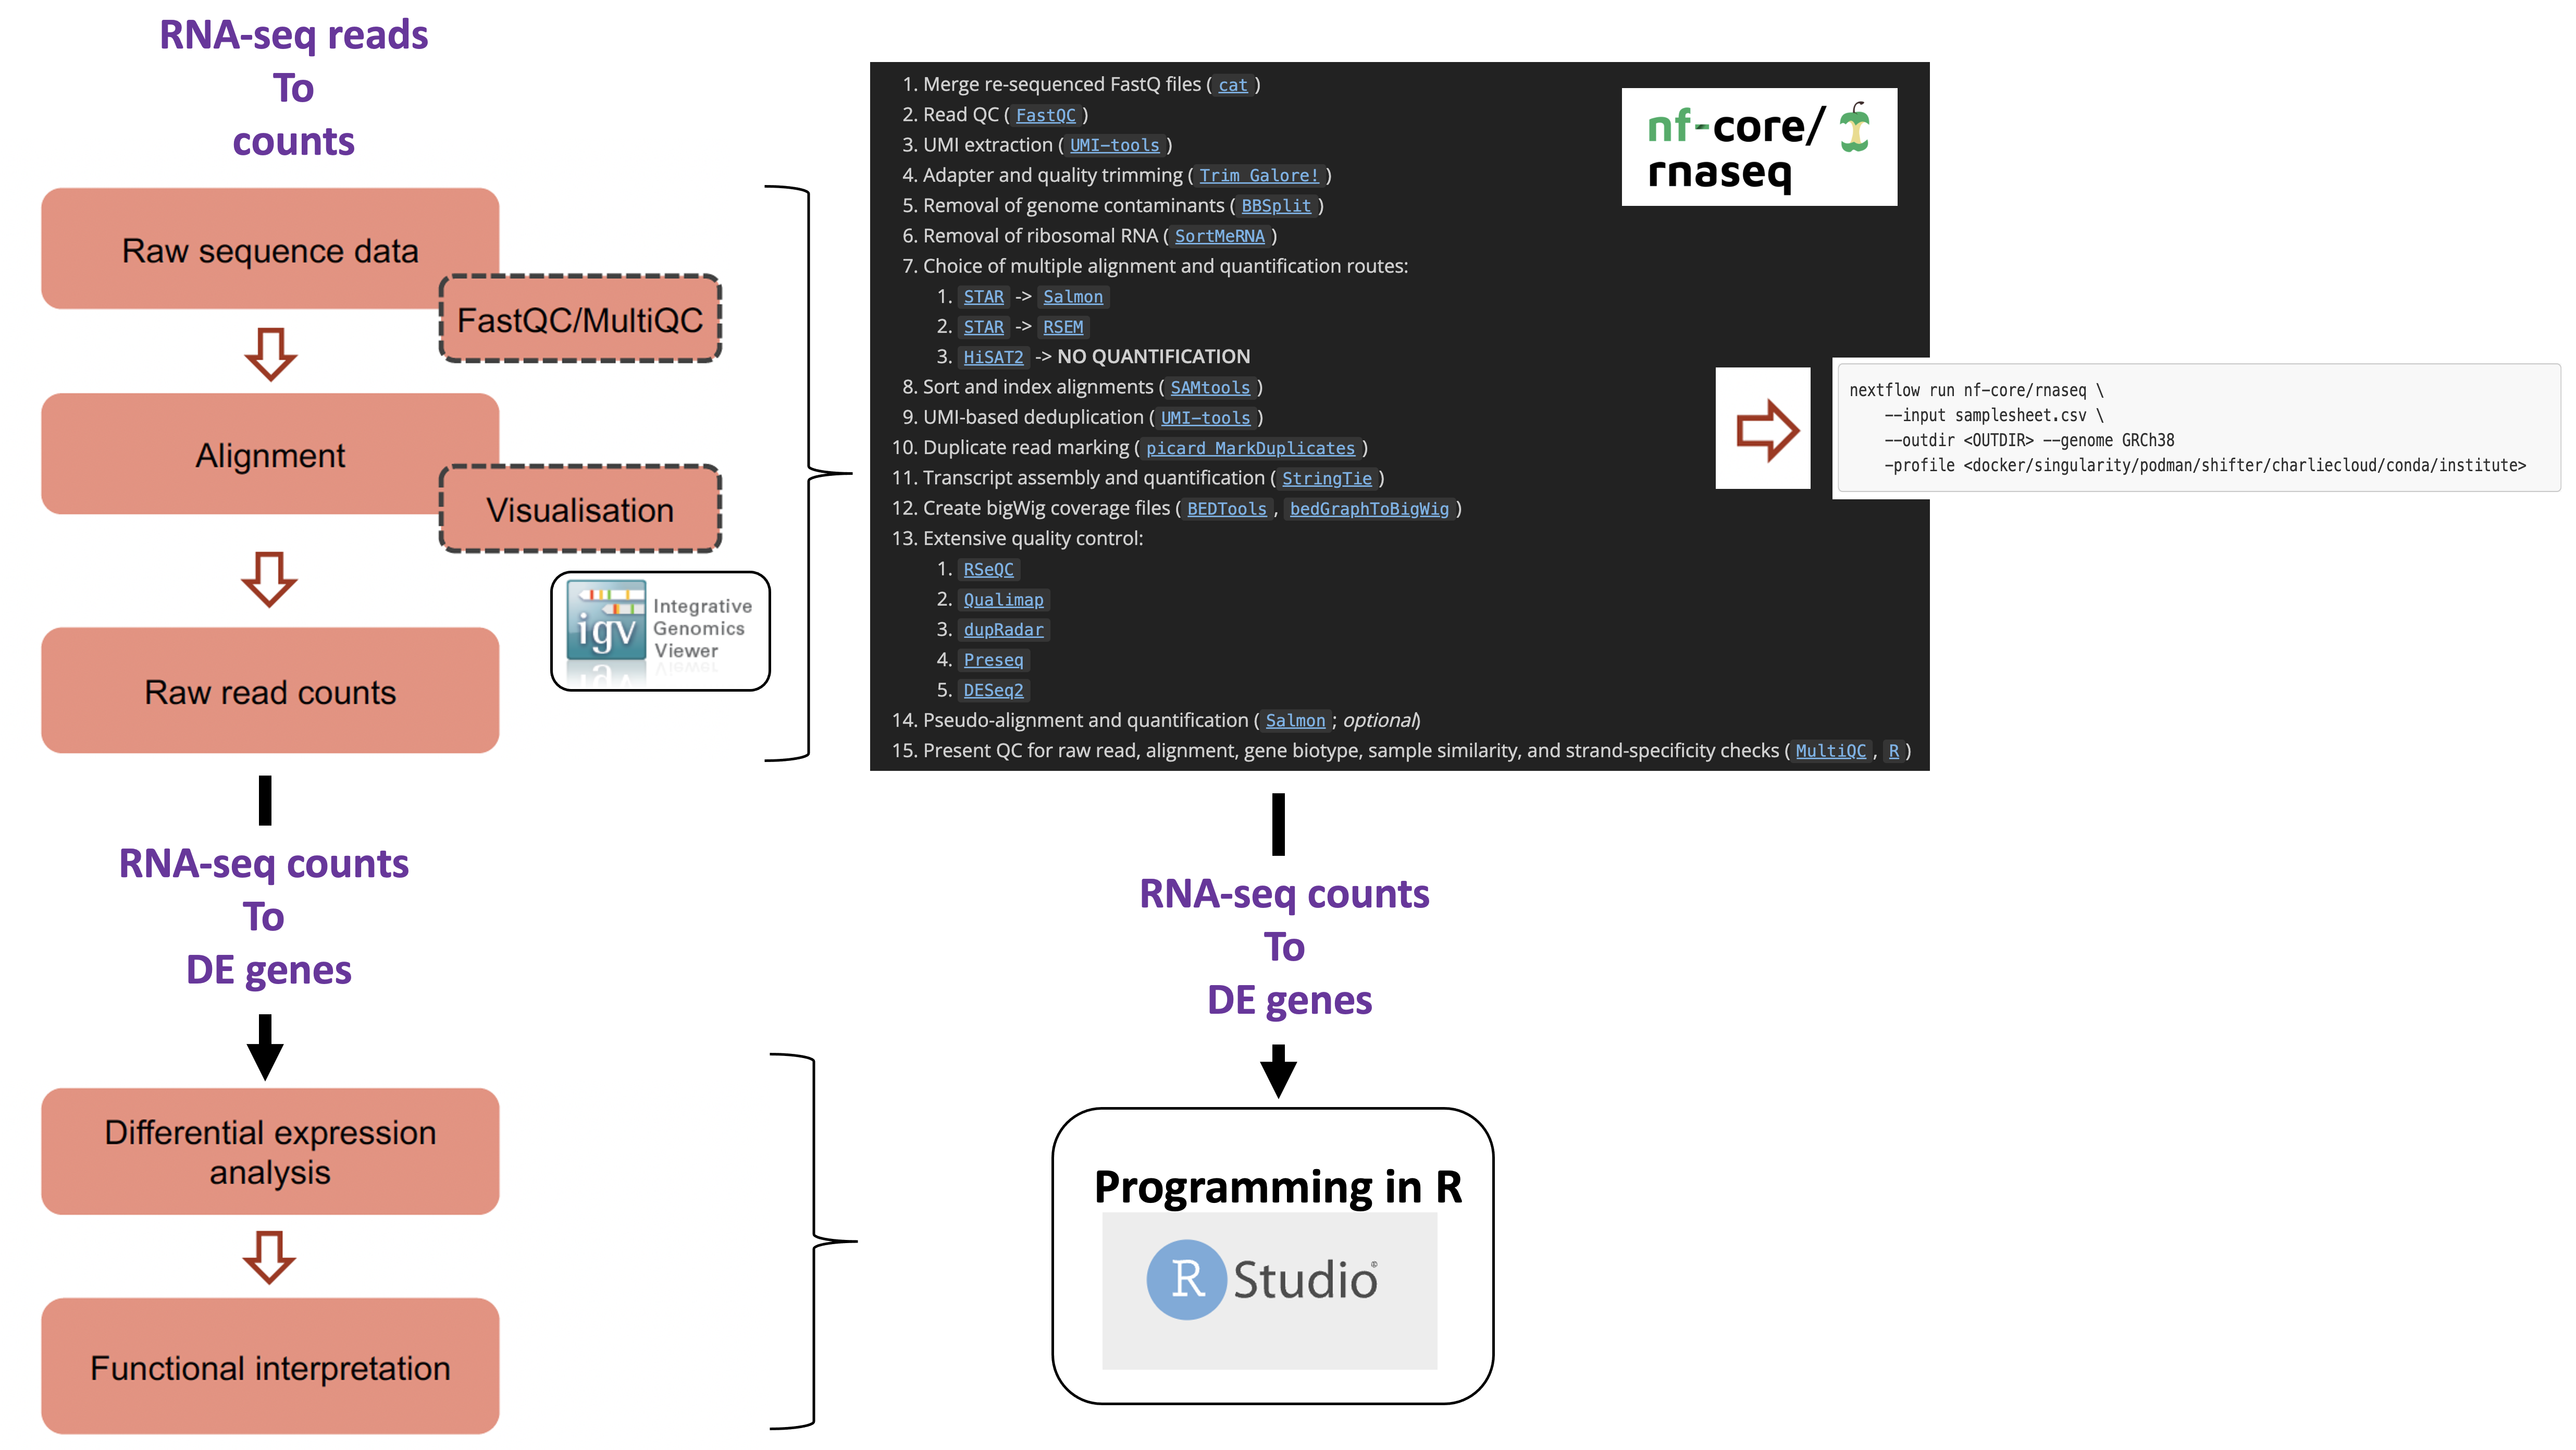 RNA-seq reads
To
counts
Raw sequence data
FastQC/MultiQC
Alignment
Visualisation
igv
Integrative
Genomics
Viewer
Raw read counts
RNA-seq counts
To
DE genes
Differential expression
analysis
Functional interpretation
1. Merge re-sequenced FastQ files ( cat )
2. Read QC ( FastQC )
3. UMI extraction ( UMI-tools )
4. Adapter and quality trimming ( Trim Galore! )
5. Removal of genome contaminants ( BBSplit )
6. Removal of ribosomal RNA ( SortMeRNA )
7. Choice of multiple alignment and quantification routes:
1. STAR -> Salmon
2. STAR -> RSEM
3. HiSAT2 -> NO QUANTIFICATION
8. Sort and index alignments ( SAMtools )
9. UMI-based deduplication ( UMI-tools )
10. Duplicate read marking ( picard MarkDuplicates )
11. Transcript assembly and quantification ( StringTie )
12. Create bigWig coverage files ( BEDTools , bedGraphToBigWig )
13. Extensive quality control:
1. RSeQC
2. Qualimap
3. dupRadar
4. Preseq
5. DESeq2
14. Pseudo-alignment and quantification ( Salmon ; optional)
15. Present QC for raw read, alignment, gene biotype, sample similarity, and strand-specificity checks ( MultiQC , R )
nf-core/
rnaseq
nextflow run nf-core/rnaseq \
--input samplesheet.csv \
--outdir <OUTDIR> --genome GRCh38
-profile <docker/singularity/podman/shifter/charliecloud/conda/institute>
RNA-seq counts
To
DE genes
Programming in R
R Studio®